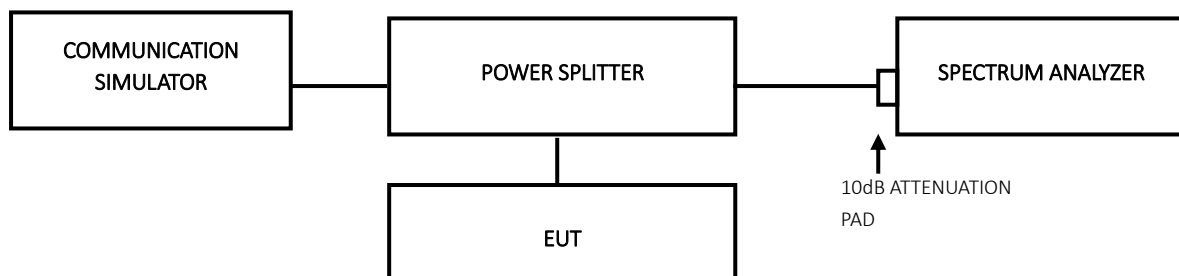 COMMUNICATION
SIMULATOR
POWER SPLITTER
SPECTRUM ANALYZER
10dB ATTENUATION
PAD
EUT